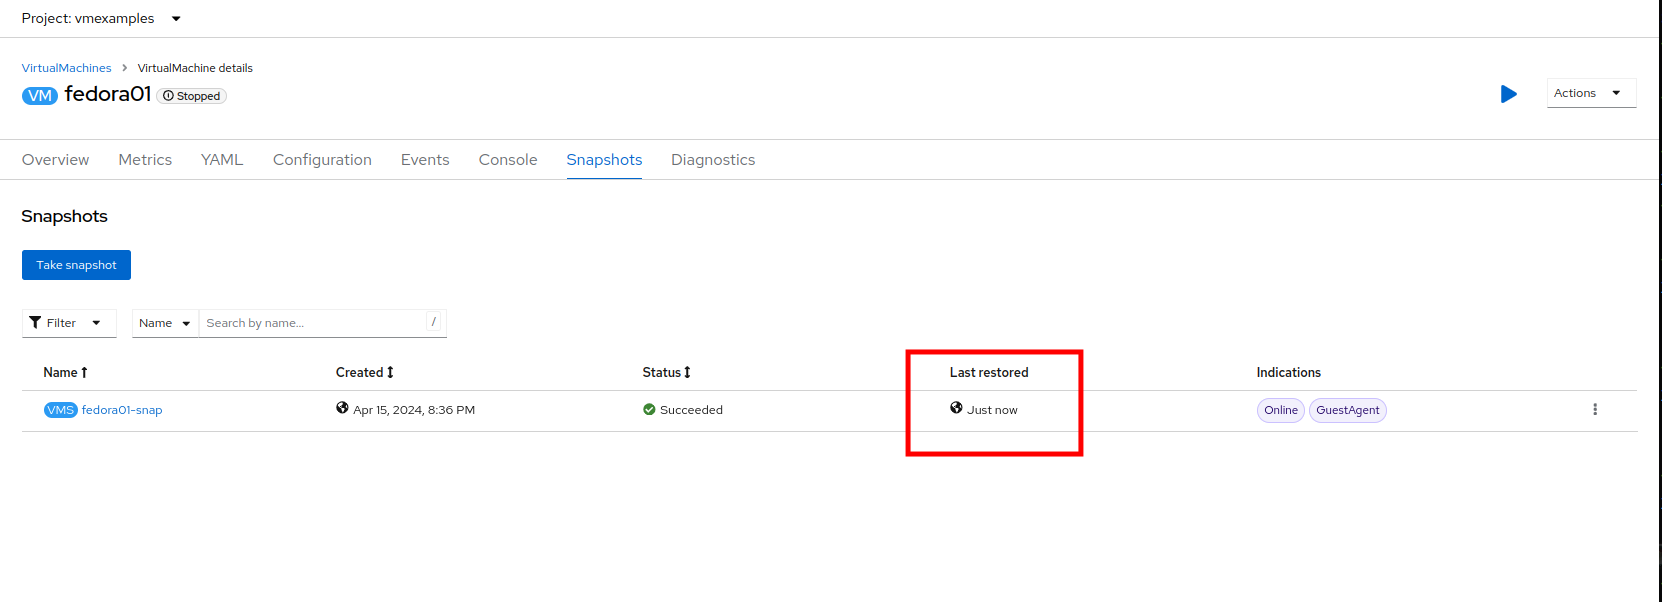 Project: vmexamples
VirtualMachines > VirtualMachine details
VM fedora01 Stopped
Actions
Overview Metrics YAML Configuration Events Console Snapshots Diagnostics
Snapshots
Take snapshot
Filter Name Search by name... /
Name Created Status Last restored Indications
VMS fedora01-snap Apr 15, 2024, 8:36 PM Succeeded Just now Online GuestAgent